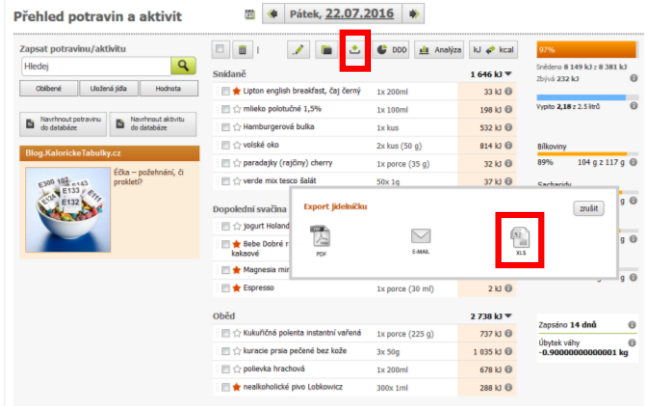 Přehled potravin a aktivit
Pátek, 22.07.2016
Zapsat potravinu/aktivitu
Hledej
Oblíbené
Uložená jídla
Hodnota
Navrhnout potravinu do databáze
Navrhnout aktivitu do databáze
Blog.KalorickeTabulky.cz
Éčka – požehnání, či prokletí?
E300
E133
E132
DDD
Analýza
kJ
kcal
Snídaně
1 646 kJ
Lipton english breakfast, čaj černý
1x 200ml
33 kJ
mlieko polotučné 1,5%
1x 100ml
198 kJ
Hamburgerová bulka
1x kus
532 kJ
volské oko
2x kus (50 g)
814 kJ
paradajky (rajčiny) cherry
1x porce (35 g)
32 kJ
verde mix tesco šalát
50x 1g
37 kJ
Dopolední svačina
jogurt Holand
Bebe Dobré r
kakaové
Magnesia mir
Espresso
1x porce (30 ml)
2 kJ
Export jídelníčku
zrušit
PDF
E-MAIL
XLS
Oběd
2 738 kJ
Kukuřičná polenta instantní vařená
1x porce (225 g)
737 kJ
kuracie prsia pečené bez kože
3x 50g
1 035 kJ
polievka hrachová
1x 200ml
678 kJ
nealkoholické pivo Lobkowicz
300x 1ml
288 kJ
97%
Snědeno 8 149 kJ z 8 381 kJ
Zbývá 232 kJ
Vypito 2,18 z 2.5 litrů
Bílkoviny
89%
104 g z 117 g
Sacharidy
g
g
g
Zapsáno 14 dnů
Úbytek váhy
-0.90000000000001 kg